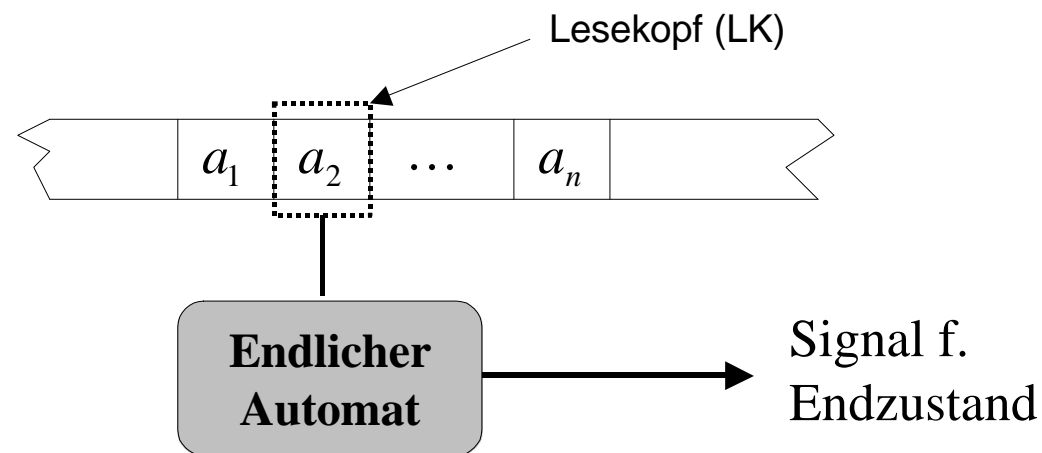 Lesekopf (LK)
a₁ a₂ … aₙ
Endlicher
Automat
Signal f.
Endzustand